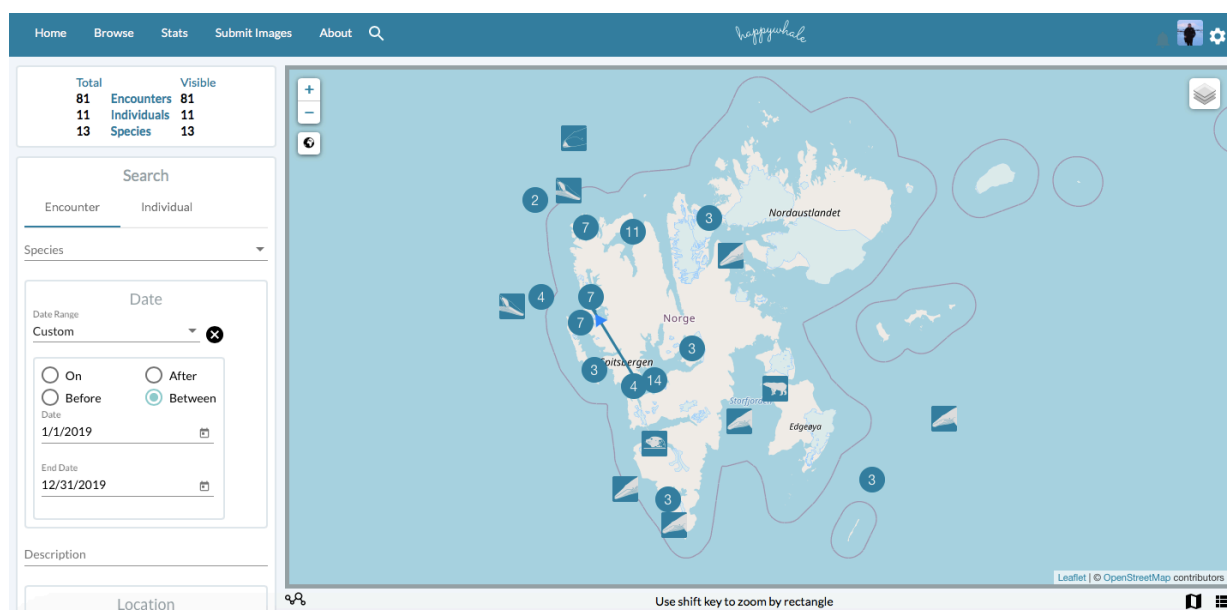 Home Browse Stats Submit Images About
happywhale
Total Visible
81 Encounters 81
11 Individuals 11
13 Species 13
Search
Encounter Individual
Species
Date
Date Range
Custom
On After
Before Between
Date
1/1/2019
End Date
12/31/2019
Description
Location
+
−
2
7
11
3
Nordaustlandet
4
7
7
Norge
3
3
Spitsbergen
4
14
Storfjorden
Edgeøya
3
3
Leaflet | © OpenStreetMap contributors
Use shift key to zoom by rectangle